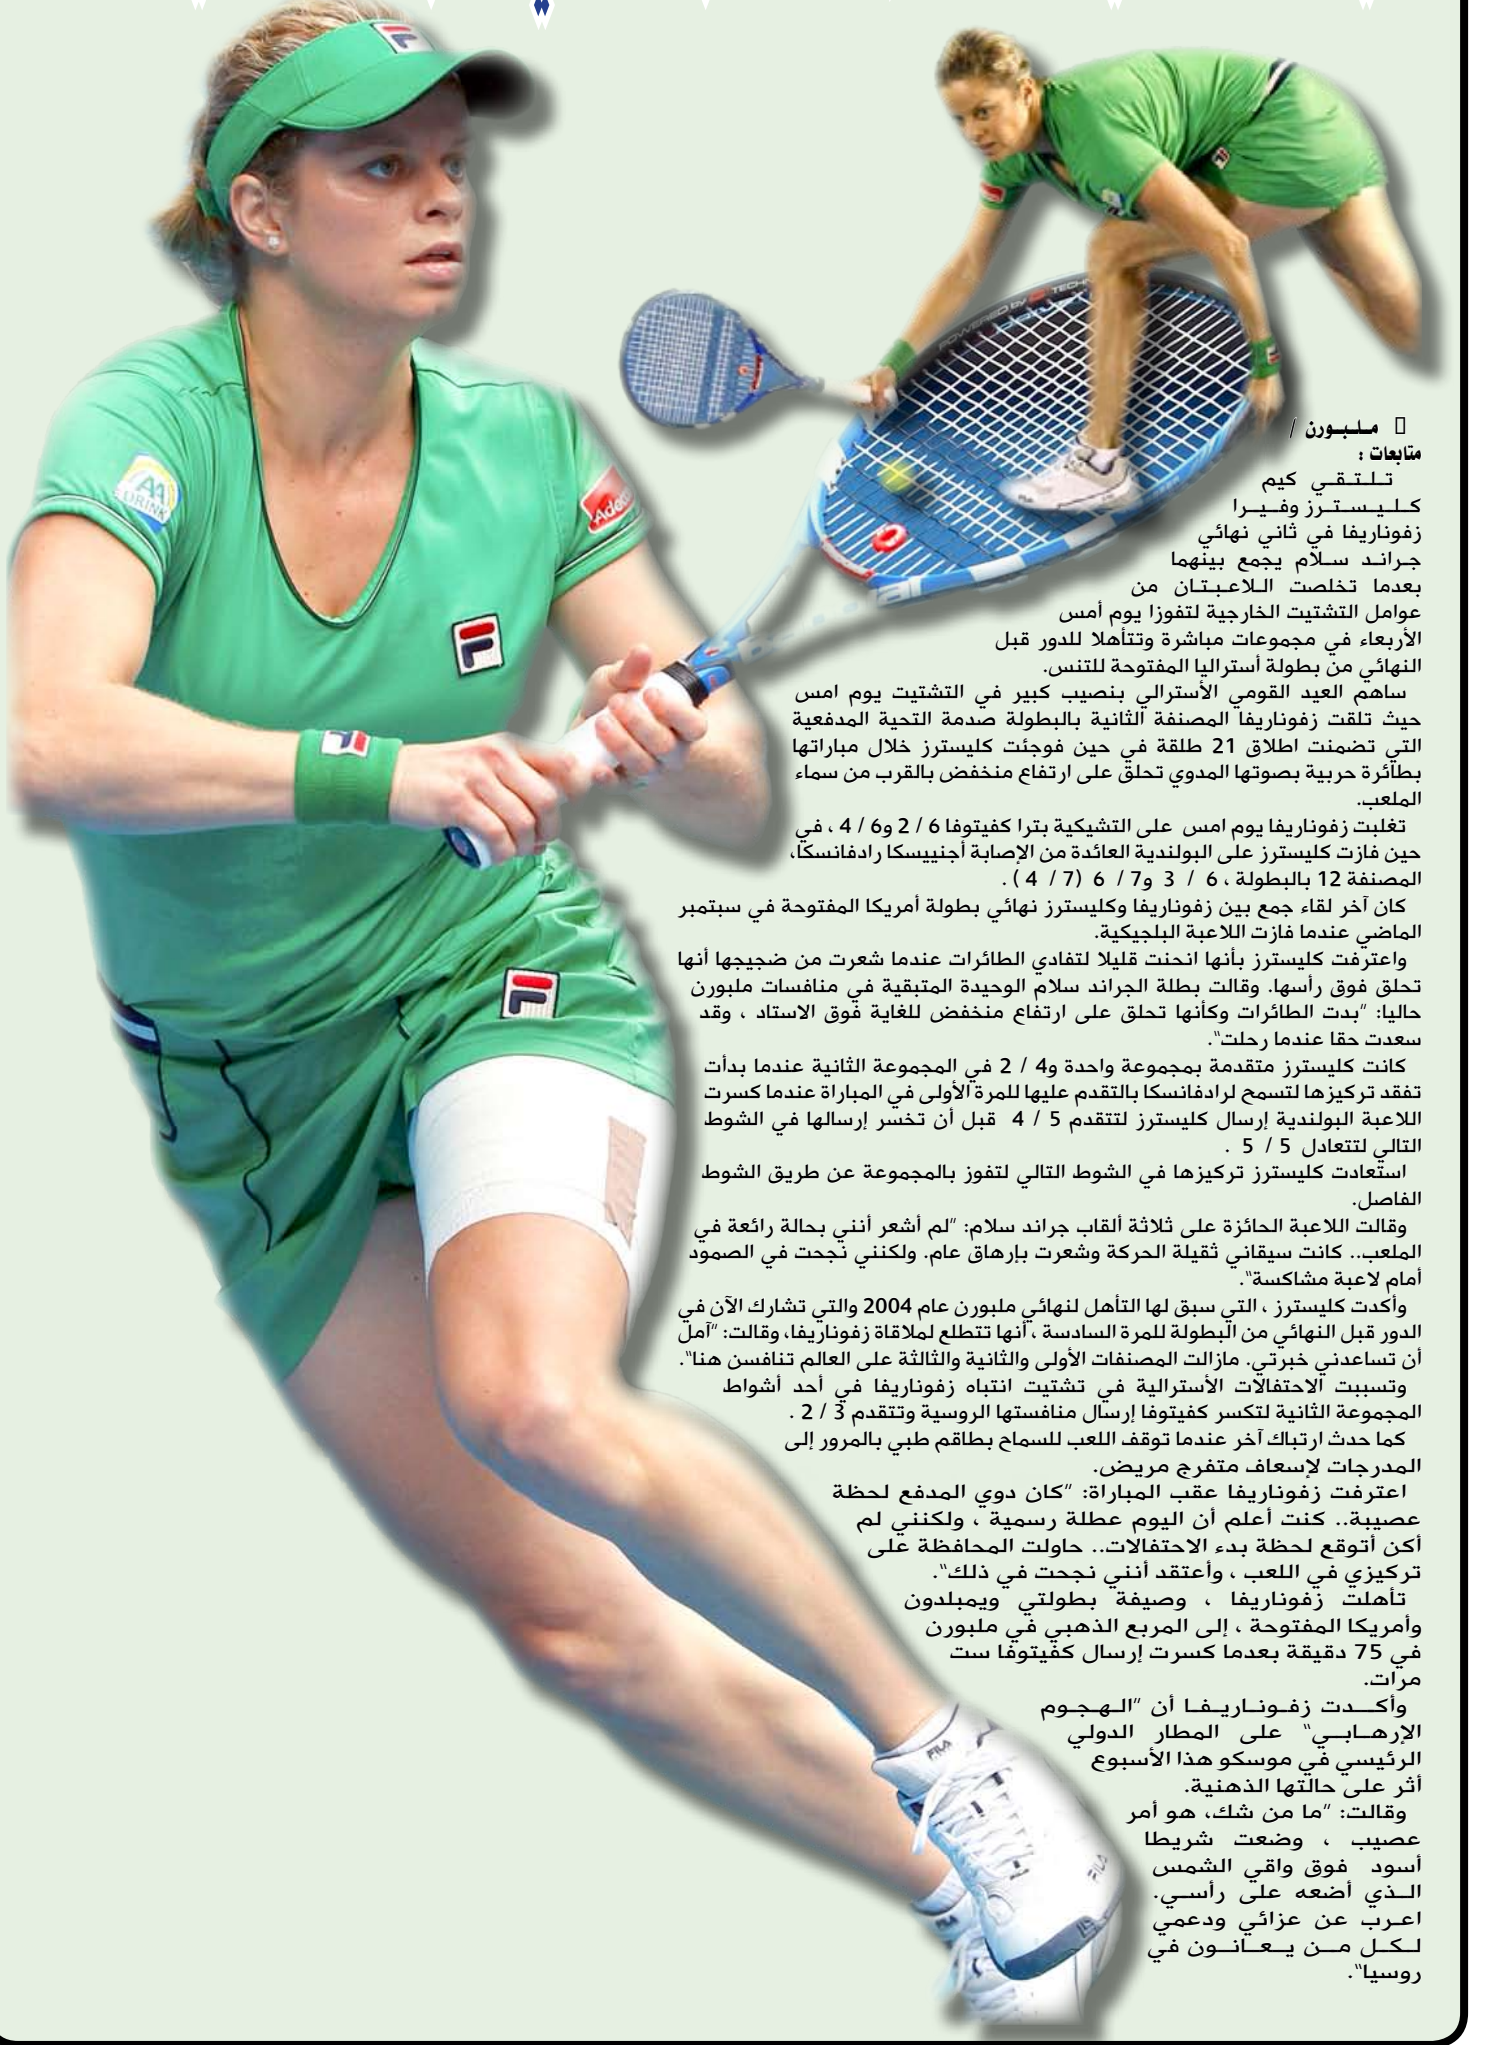 ملبورن /
متابعات :
تلتقي كيم
كليسترز وفيرا
زفوناريفا في ثاني نهائي
جراند سلام يجمع بينهما
بعدما تخلصت اللاعبتان من
عوامل التشتيت الخارجية لتفوزا يوم أمس
الأربعاء في مجموعات مباشرة وتتأهلا للدور قبل
النهائي من بطولة أستراليا المفتوحة للتنس.
ساهم العيد القومي الأسترالي بنصيب كبير في التشتيت يوم امس
حيث تلقت زفوناريفا المصنفة الثانية بالبطولة صدمة التحية المدفعية
التي تضمنت اطلاق 21 طلقة في حين فوجئت كليسترز خلال مباراتها
بطائرة حربية بصوتها المدوي تحلق على ارتفاع منخفض بالقرب من سماء
الملعب.
تغلبت زفوناريفا يوم امس على التشيكية بترا كفيتوفا 6 / 2 و6 / 4 ، في
حين فازت كليسترز على البولندية العائدة من الإصابة أجنييسكا رادفانسكا،
المصنفة 12 بالبطولة ، 6 / 3 و7 / 6 (7 / 4 ) .
كان آخر لقاء جمع بين زفوناريفا وكليسترز نهائي بطولة أمريكا المفتوحة في سبتمبر
الماضي عندما فازت اللاعبة البلجيكية.
واعترفت كليسترز بأنها انحنت قليلا لتفادي الطائرات عندما شعرت من ضجيجها أنها
تحلق فوق رأسها. وقالت بطلة الجراند سلام الوحيدة المتبقية في منافسات ملبورن
حاليا: "بدت الطائرات وكأنها تحلق على ارتفاع منخفض للغاية فوق الاستاد ، وقد
سعدت حقا عندما رحلت".
كانت كليسترز متقدمة بمجموعة واحدة و4 / 2 في المجموعة الثانية عندما بدأت
تفقد تركيزها لتسمح لرادفانسكا بالتقدم عليها للمرة الأولى في المباراة عندما كسرت
اللاعبة البولندية إرسال كليسترز لتتقدم 5 / 4 قبل أن تخسر إرسالها في الشوط
التالي لتتعادل 5 / 5 .
استعادت كليسترز تركيزها في الشوط التالي لتفوز بالمجموعة عن طريق الشوط
الفاصل.
وقالت اللاعبة الحائزة على ثلاثة ألقاب جراند سلام: "لم أشعر أنني بحالة رائعة في
الملعب.. كانت سيقاني ثقيلة الحركة وشعرت بإرهاق عام. ولكنني نجحت في الصمود
أمام لاعبة مشاكسة".
وأكدت كليسترز ، التي سبق لها التأهل لنهائي ملبورن عام 2004 والتي تشارك الآن في
الدور قبل النهائي من البطولة للمرة السادسة ، أنها تتطلع لملاقاة زفوناريفا، وقالت: "آمل
أن تساعدني خبرتي. مازالت المصنفات الأولى والثانية والثالثة على العالم تنافسن هنا".
وتسببت الاحتفالات الأسترالية في تشتيت انتباه زفوناريفا في أحد أشواط
المجموعة الثانية لتكسر كفيتوفا إرسال منافستها الروسية وتتقدم 3 / 2 .
كما حدث ارتباك آخر عندما توقف اللعب للسماح بطاقم طبي بالمرور إلى
المدرجات لإسعاف متفرج مريض.
اعترفت زفوناريفا عقب المباراة: "كان دوي المدفع لحظة
عصيبة.. كنت أعلم أن اليوم عطلة رسمية ، ولكنني لم
أكن أتوقع لحظة بدء الاحتفالات.. حاولت المحافظة على
تركيزي في اللعب ، وأعتقد أنني نجحت في ذلك".
تأهلت زفوناريفا ، وصيفة بطولتي ويمبلدون
وأمريكا المفتوحة ، إلى المربع الذهبي في ملبورن
في 75 دقيقة بعدما كسرت إرسال كفيتوفا ست
مرات.
وأكدت زفوناريفا أن "الهجوم
الإرهابي" على المطار الدولي
الرئيسي في موسكو هذا الأسبوع
أثر على حالتها الذهنية.
وقالت: "ما من شك، هو أمر
عصيب ، وضعت شريطا
أسود فوق واقي الشمس
الذي أضعه على رأسي.
اعرب عن عزائي ودعمي
لكل من يعانون في
روسيا".
AA
DRINK
Adecco
POWERED by TECH
FILA
FILA
FILA